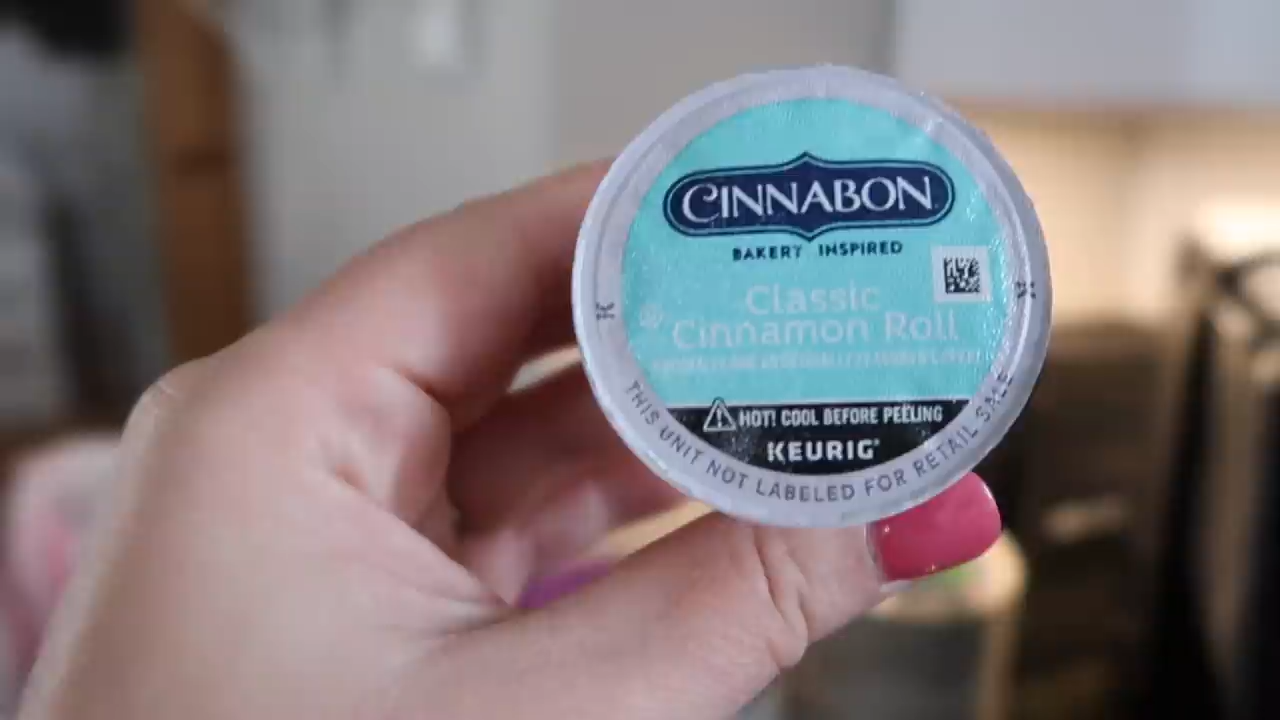 CINNABON
BAKERY INSPIRED
Classic
Cinnamon Roll
HOT! COOL BEFORE PEELING
KEURIG
THIS UNIT NOT LABELED FOR RETAIL SALE
K